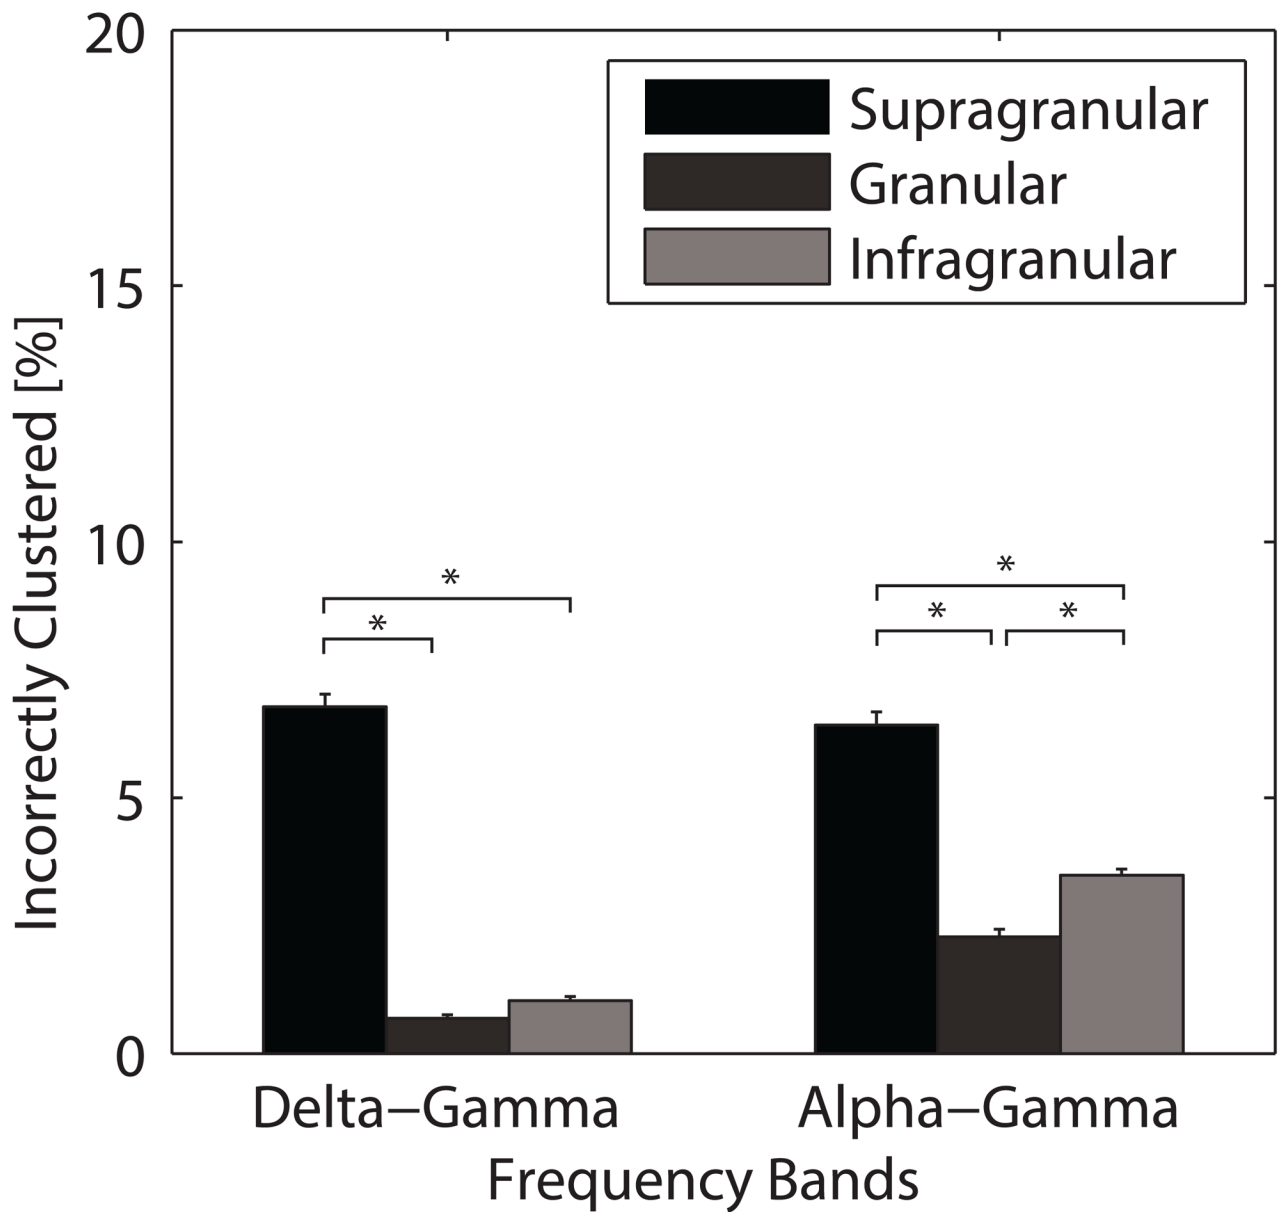 20
Supragranular
Granular
Infragranular
15
Incorrectly Clustered [%]
10
*
*
*
*
*
5
0
Delta–Gamma
Alpha–Gamma
Frequency Bands